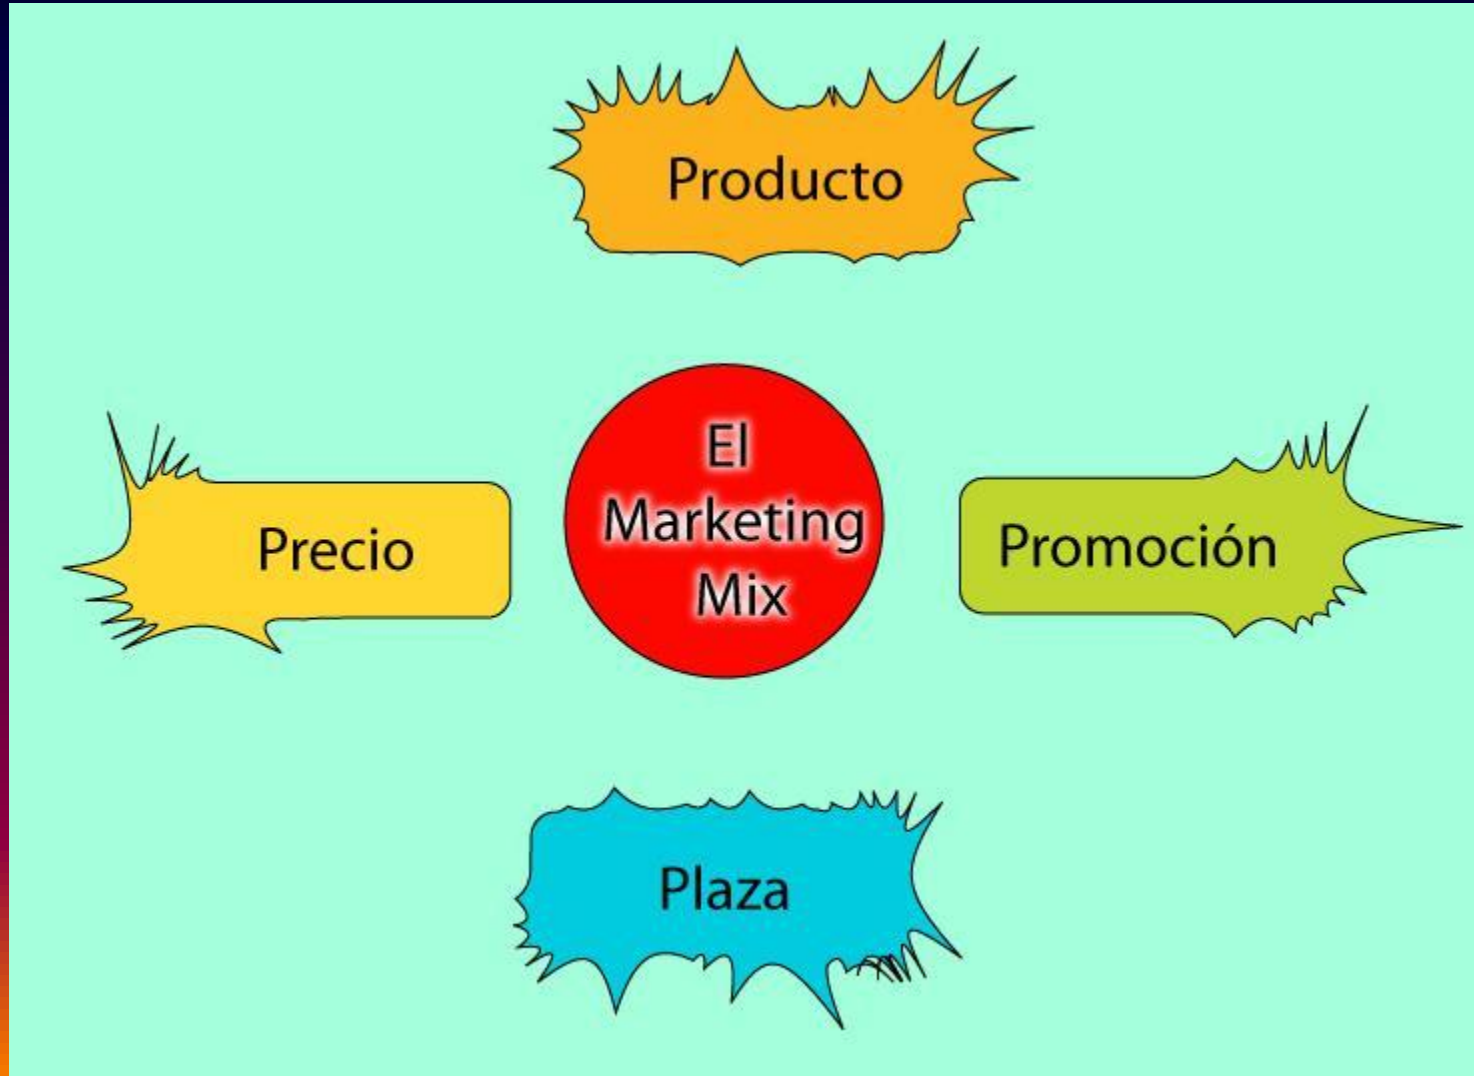 Producto
El
Marketing
Mix
Precio
Promoción
Plaza